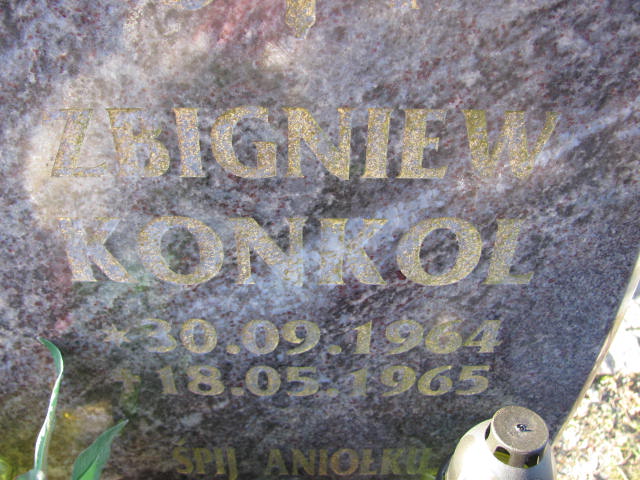 ZBIGNIEW
KONKOL
* 30.09.1964
† 18.05.1965
ŚPIJ ANIOŁKU